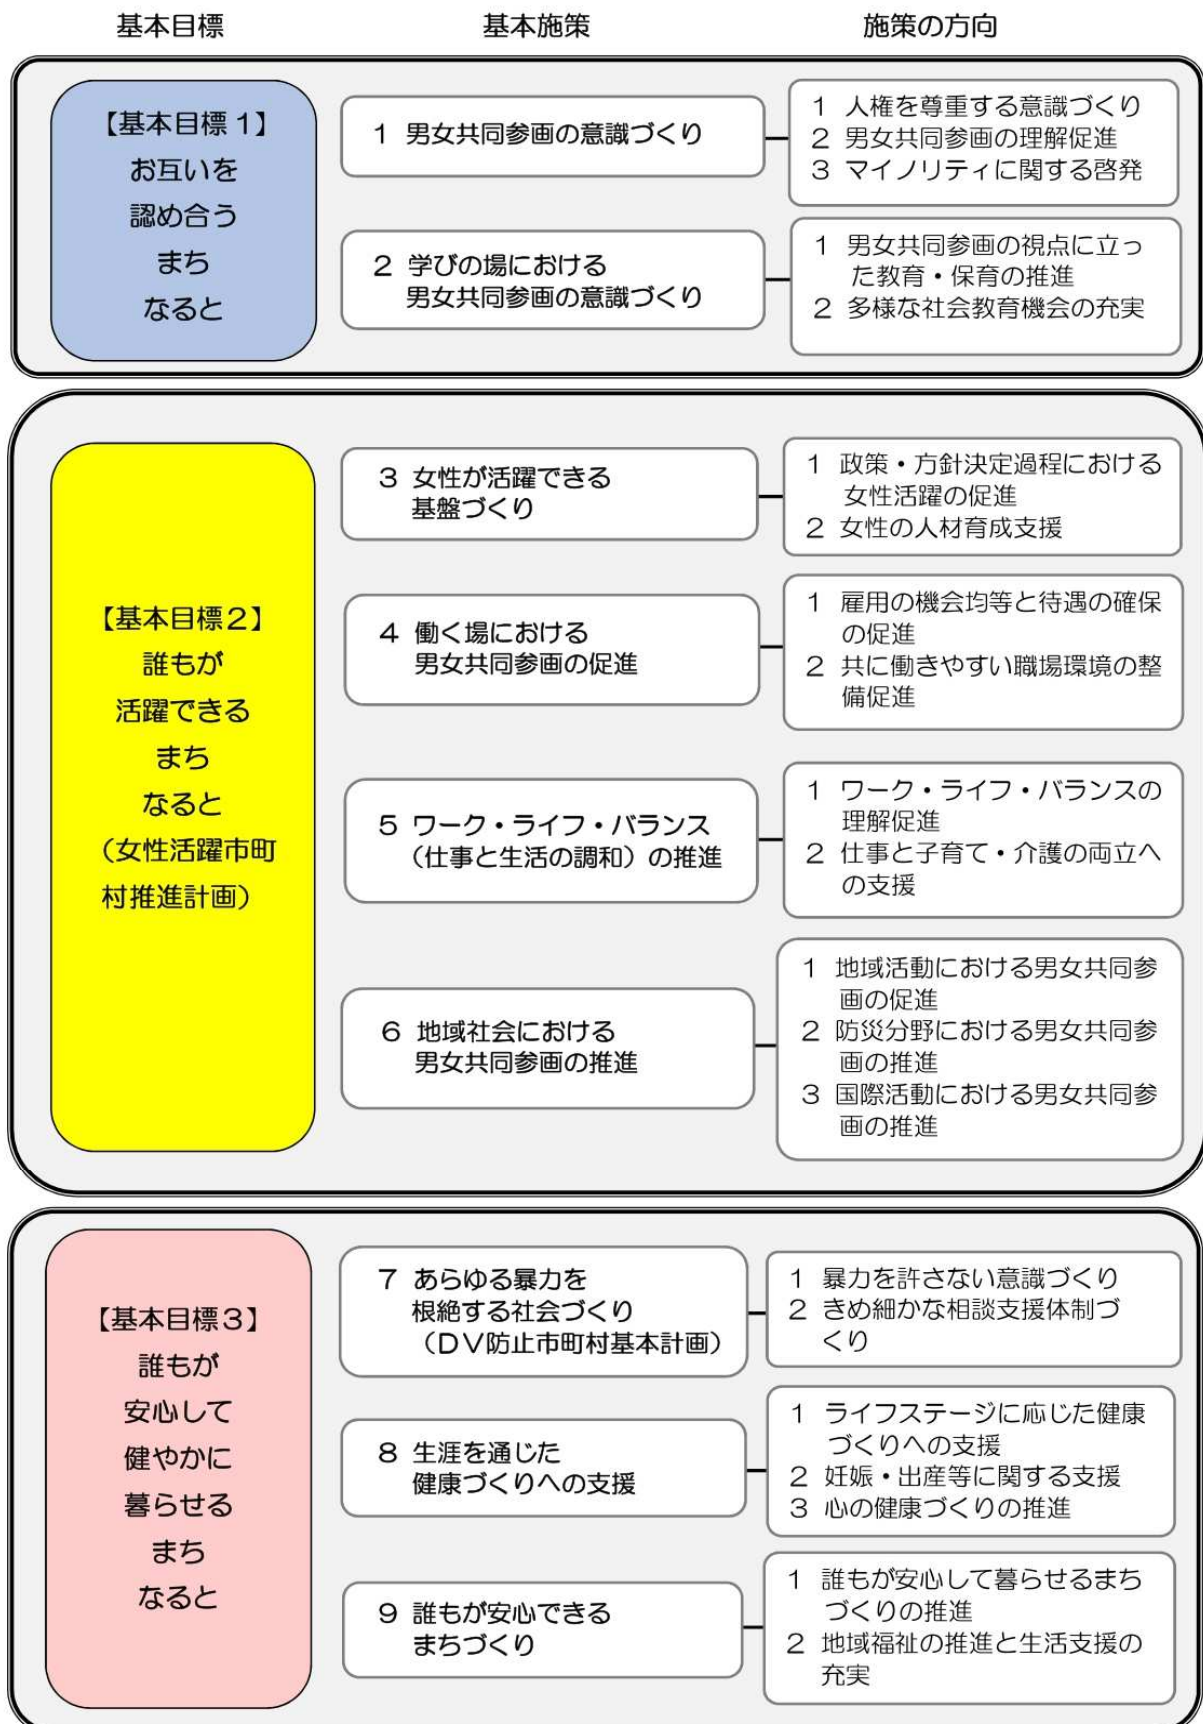 基本目標
基本施策
施策の方向
【基本目標１】
お互いを
認め合う
まち
なると
１ 男女共同参画の意識づくり
１ 人権を尊重する意識づくり
２ 男女共同参画の理解促進
３ マイノリティに関する啓発
２ 学びの場における
男女共同参画の意識づくり
１ 男女共同参画の視点に立っ
た教育・保育の推進
２ 多様な社会教育機会の充実
【基本目標２】
誰もが
活躍できる
まち
なると
（女性活躍市町
村推進計画）
３ 女性が活躍できる
基盤づくり
１ 政策・方針決定過程における
女性活躍の促進
２ 女性の人材育成支援
４ 働く場における
男女共同参画の促進
１ 雇用の機会均等と待遇の確保
の促進
２ 共に働きやすい職場環境の整
備促進
５ ワーク・ライフ・バランス
（仕事と生活の調和）の推進
１ ワーク・ライフ・バランスの
理解促進
２ 仕事と子育て・介護の両立へ
の支援
６ 地域社会における
男女共同参画の推進
１ 地域活動における男女共同参
画の促進
２ 防災分野における男女共同参
画の推進
３ 国際活動における男女共同参
画の推進
【基本目標３】
誰もが
安心して
健やかに
暮らせる
まち
なると
７ あらゆる暴力を
根絶する社会づくり
（ＤＶ防止市町村基本計画）
１ 暴力を許さない意識づくり
２ きめ細かな相談支援体制づ
くり
８ 生涯を通じた
健康づくりへの支援
１ ライフステージに応じた健康
づくりへの支援
２ 妊娠・出産等に関する支援
３ 心の健康づくりの推進
９ 誰もが安心できる
まちづくり
１ 誰もが安心して暮らせるまち
づくりの推進
２ 地域福祉の推進と生活支援の
充実